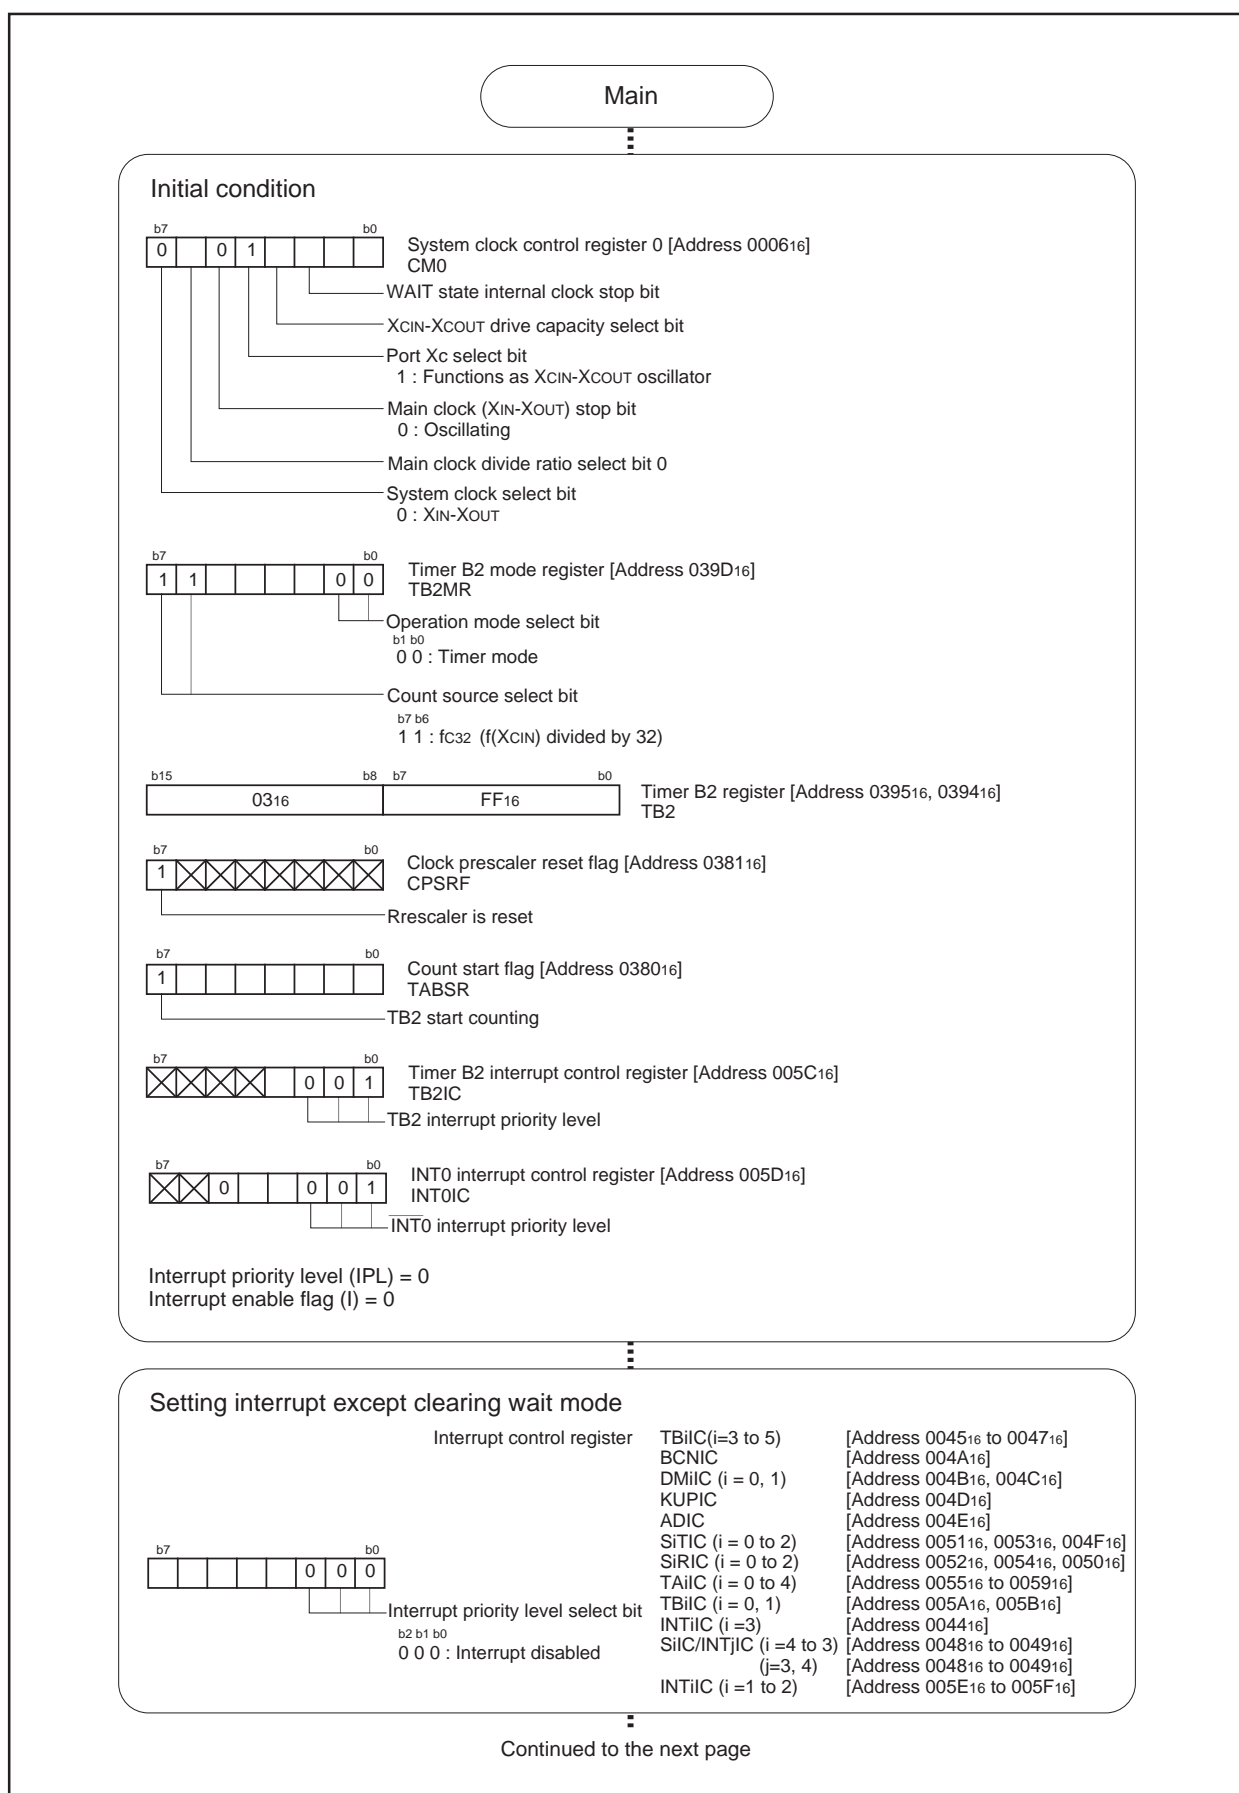 Main
Initial condition
b7 b0
0 0 1
System clock control register 0 [Address 000616]
CM0
WAIT state internal clock stop bit
XCIN-XCOUT drive capacity select bit
Port Xc select bit
1 : Functions as XCIN-XCOUT oscillator
Main clock (XIN-XOUT) stop bit
0 : Oscillating
Main clock divide ratio select bit 0
System clock select bit
0 : XIN-XOUT
b7 b0
1 1 0 0
Timer B2 mode register [Address 039D16]
TB2MR
Operation mode select bit
b1 b0
0 0 : Timer mode
Count source select bit
b7 b6
1 1 : fC32 (f(XCIN) divided by 32)
b15 b8 b7 b0
0316 FF16
Timer B2 register [Address 039516, 039416]
TB2
b7 b0
1
Clock prescaler reset flag [Address 038116]
CPSRF
Rrescaler is reset
b7 b0
1
Count start flag [Address 038016]
TABSR
TB2 start counting
b7 b0
0 0 1
Timer B2 interrupt control register [Address 005C16]
TB2IC
TB2 interrupt priority level
b7 b0
0 0 0 1
INT0 interrupt control register [Address 005D16]
INT0IC
INT0 interrupt priority level
Interrupt priority level (IPL) = 0
Interrupt enable flag (I) = 0
Setting interrupt except clearing wait mode
Interrupt control register TBiIC(i=3 to 5) [Address 004516 to 004716]
BCNIC [Address 004A16]
DMiIC (i = 0, 1) [Address 004B16, 004C16]
KUPIC [Address 004D16]
ADIC [Address 004E16]
SiTIC (i = 0 to 2) [Address 005116, 005316, 004F16]
SiRIC (i = 0 to 2) [Address 005216, 005416, 005016]
TAiIC (i = 0 to 4) [Address 005516 to 005916]
TBiIC (i = 0, 1) [Address 005A16, 005B16]
INTiIC (i =3) [Address 004416]
SiIC/INTjIC (i =4 to 3) [Address 004816 to 004916]
(j=3, 4) [Address 004816 to 004916]
INTiIC (i =1 to 2) [Address 005E16 to 005F16]
b7 b0
0 0 0
Interrupt priority level select bit
b2 b1 b0
0 0 0 : Interrupt disabled
Continued to the next page